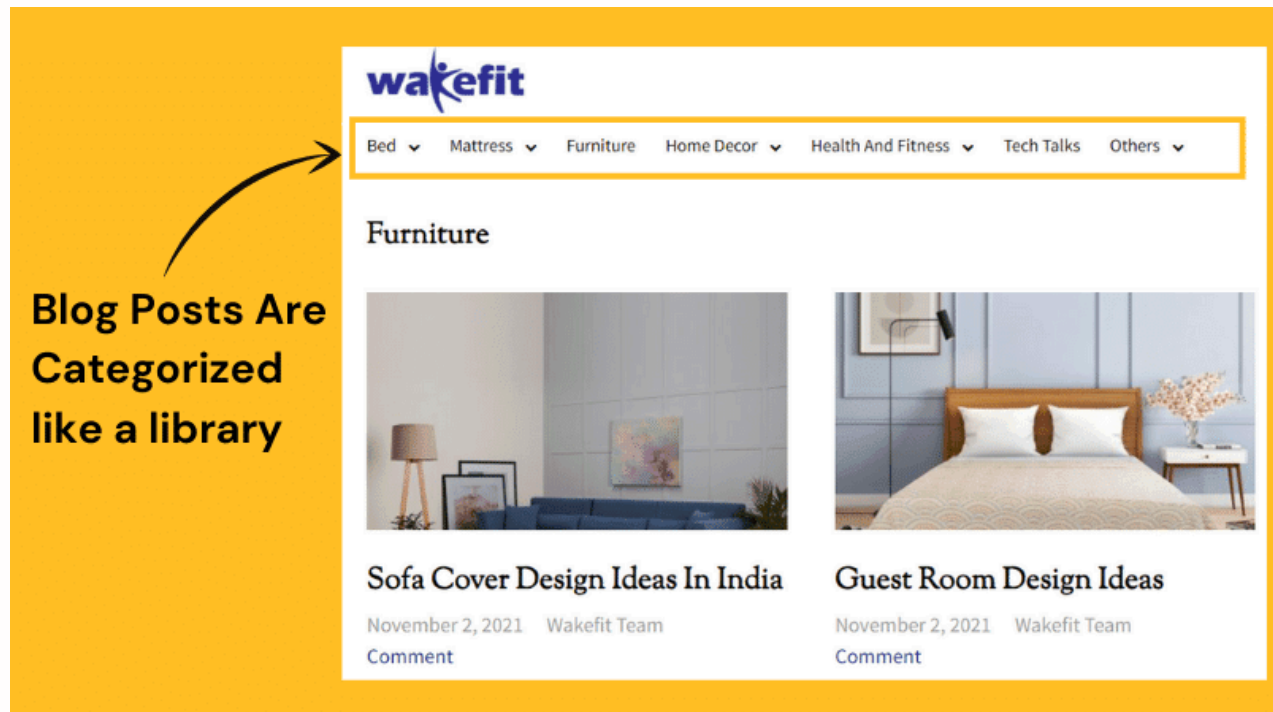 wakefit
Bed Mattress Furniture Home Decor Health And Fitness Tech Talks Others
Furniture
Blog Posts Are
Categorized
like a library
Sofa Cover Design Ideas In India
November 2, 2021 Wakefit Team
Comment
Guest Room Design Ideas
November 2, 2021 Wakefit Team
Comment